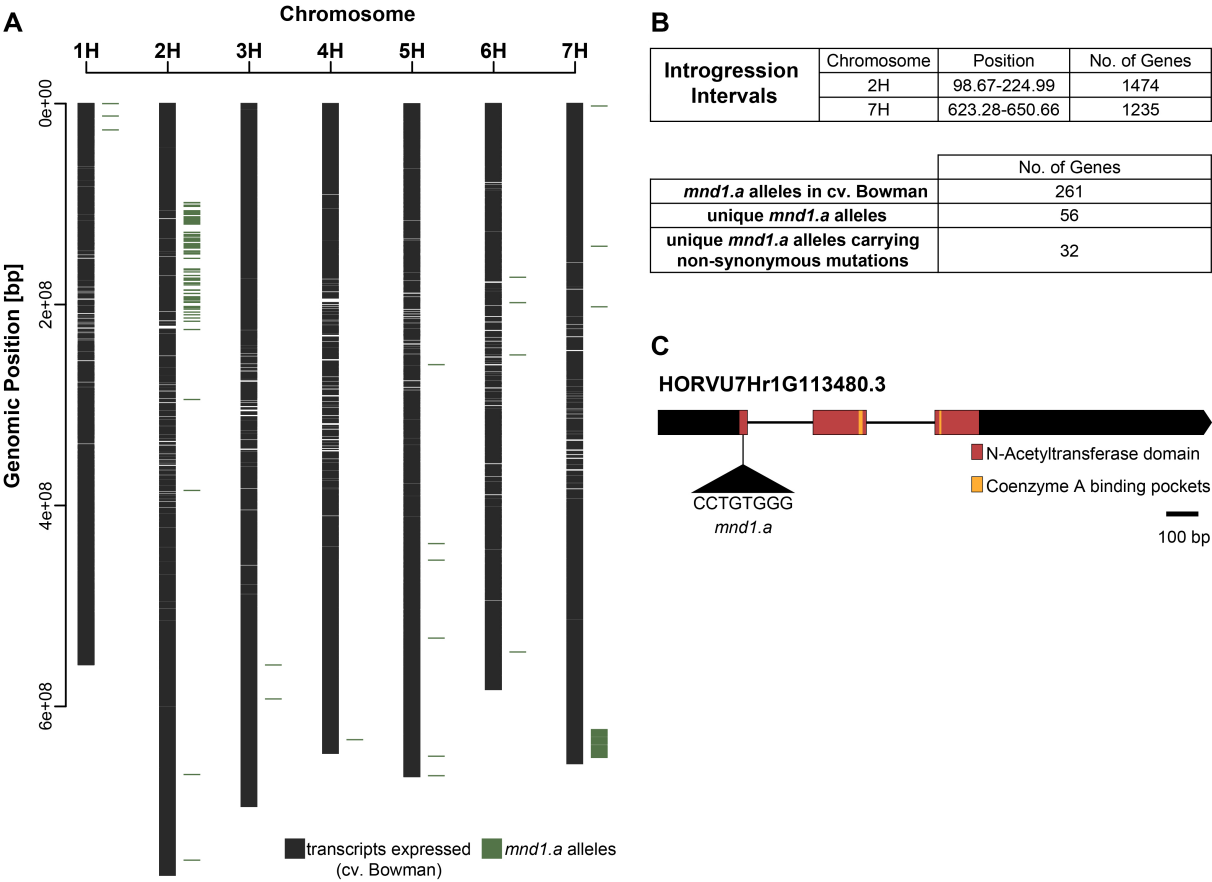 A
Chromosome
1H 2H 3H 4H 5H 6H 7H
Genomic Position [bp]
0e+00
2e+08
4e+08
6e+08
transcripts expressed
(cv. Bowman)
mnd1.a alleles
B
Introgression
Intervals
Chromosome Position No. of Genes
2H 98.67-224.99 1474
7H 623.28-650.66 1235
No. of Genes
mnd1.a alleles in cv. Bowman 261
unique mnd1.a alleles 56
unique mnd1.a alleles carrying
non-synonymous mutations 32
C
HORVU7Hr1G113480.3
N-Acetyltransferase domain
Coenzyme A binding pockets
CCTGTGGG
mnd1.a
100 bp